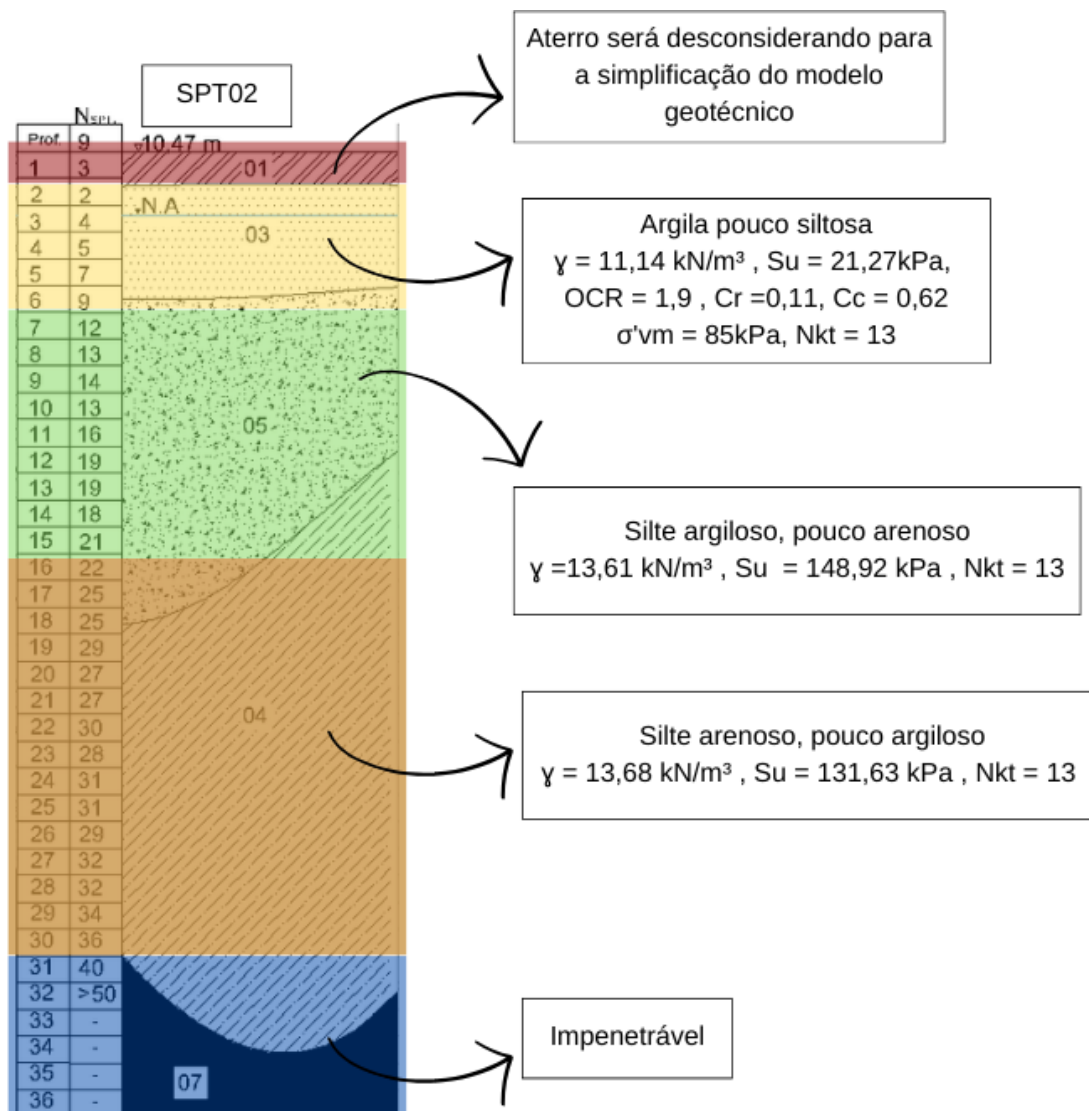 Aterro será desconsiderando para
a simplificação do modelo
geotécnico
SPT02
NSPT.
Prof. 9 10,47 m
1 3 01
2 2
N.A
3 4
03
4 5
5 7
6 9
7 12
8 13
9 14
10 13
05
11 16
12 19
13 19
14 18
15 21
16 22
17 25
18 25
19 29
20 27
21 27
04
22 30
23 28
24 31
25 31
26 29
27 32
28 32
29 34
30 36
31 40
32 >50
33 -
34 -
35 -
07
36 -
Argila pouco siltosa
ɣ = 11,14 kN/m³ , Su = 21,27kPa,
OCR = 1,9 , Cr =0,11, Cc = 0,62
σ'vm = 85kPa, Nkt = 13
Silte argiloso, pouco arenoso
ɣ =13,61 kN/m³ , Su = 148,92 kPa , Nkt = 13
Silte arenoso, pouco argiloso
ɣ = 13,68 kN/m³ , Su = 131,63 kPa , Nkt = 13
Impenetrável